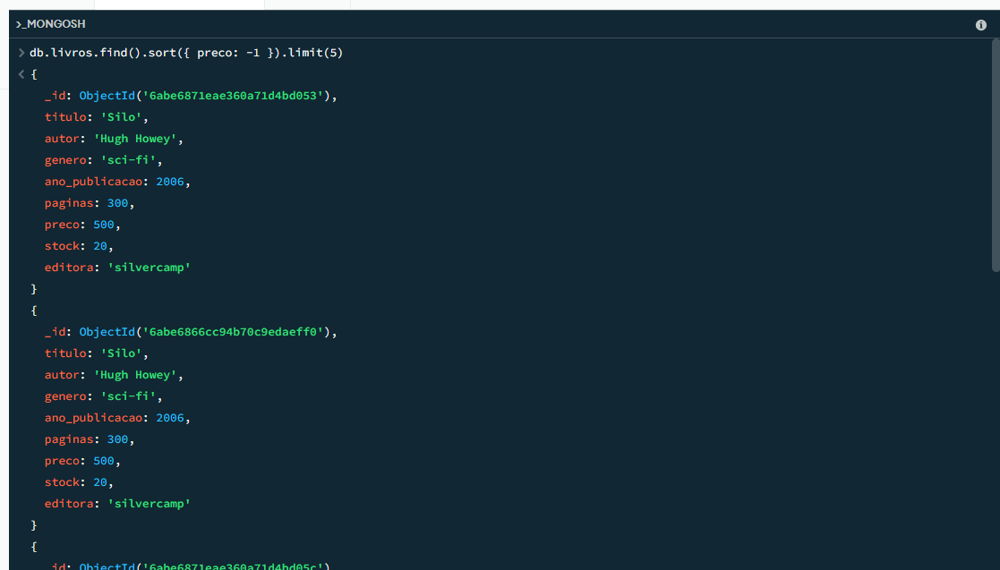 >_MONGOSH
> db.livros.find().sort({ preco: -1 }).limit(5)
< {
_id: ObjectId('6abe6871eae360a71d4bd053'),
titulo: 'Silo',
autor: 'Hugh Howey',
genero: 'sci-fi',
ano_publicacao: 2006,
paginas: 300,
preco: 500,
stock: 20,
editora: 'silvercamp'
}
{
_id: ObjectId('6abe6866cc94b70c9edaeff0'),
titulo: 'Silo',
autor: 'Hugh Howey',
genero: 'sci-fi',
ano_publicacao: 2006,
paginas: 300,
preco: 500,
stock: 20,
editora: 'silvercamp'
}
{
_id: ObjectId('6abe6871eae360a71d4bd05c')